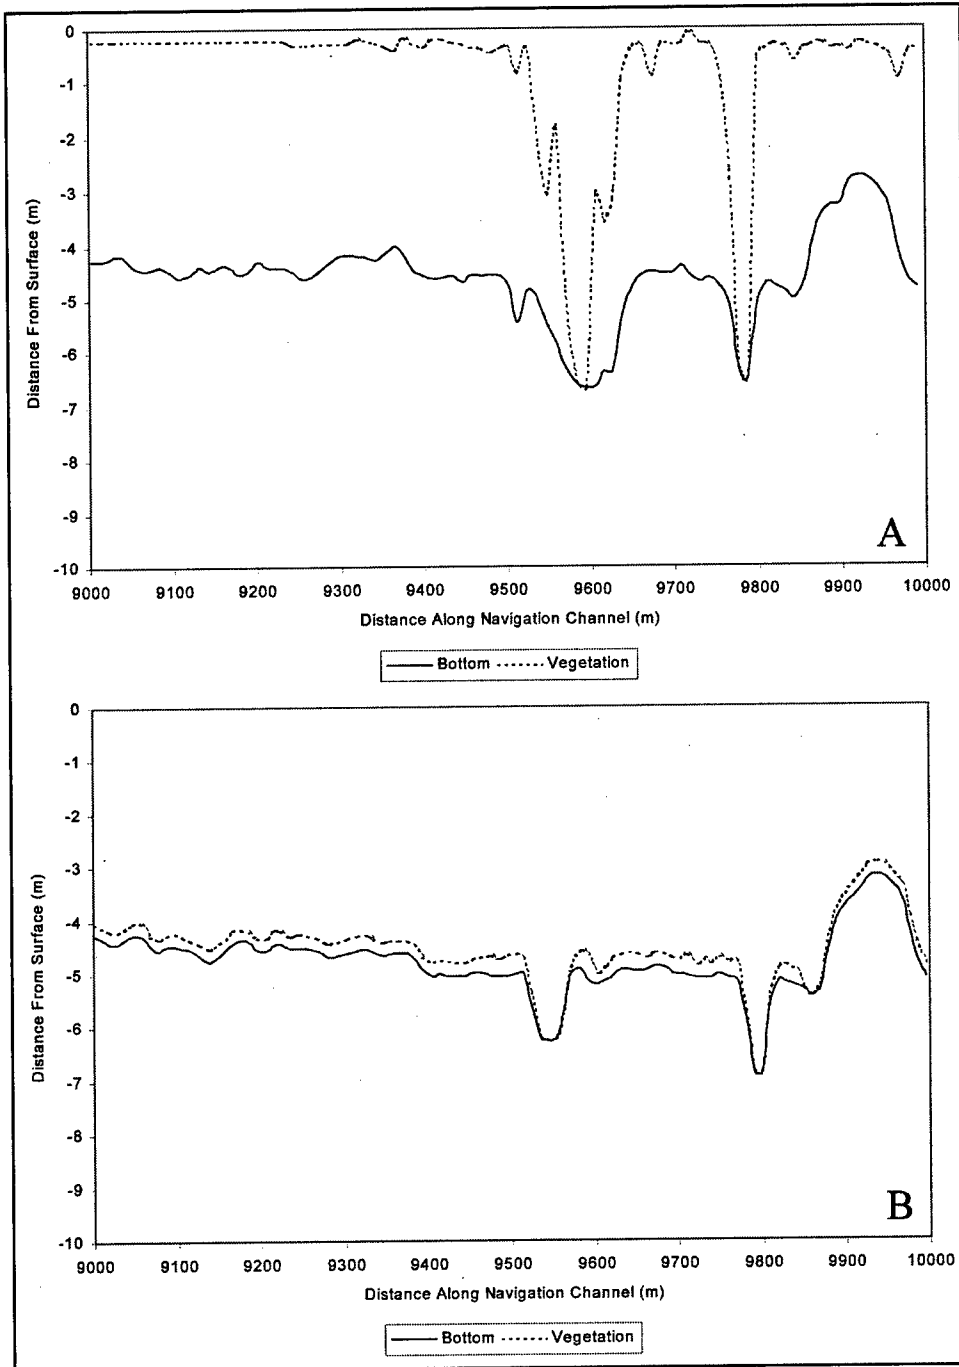 0
-1
-2
-3
-4
-5
-6
-7
-8
-9
-10
Distance From Surface (m)
A
9000 9100 9200 9300 9400 9500 9600 9700 9800 9900 10000
Distance Along Navigation Channel (m)
Bottom Vegetation
0
-1
-2
-3
-4
-5
-6
-7
-8
-9
-10
Distance From Surface (m)
B
9000 9100 9200 9300 9400 9500 9600 9700 9800 9900 10000
Distance Along Navigation Channel (m)
Bottom Vegetation